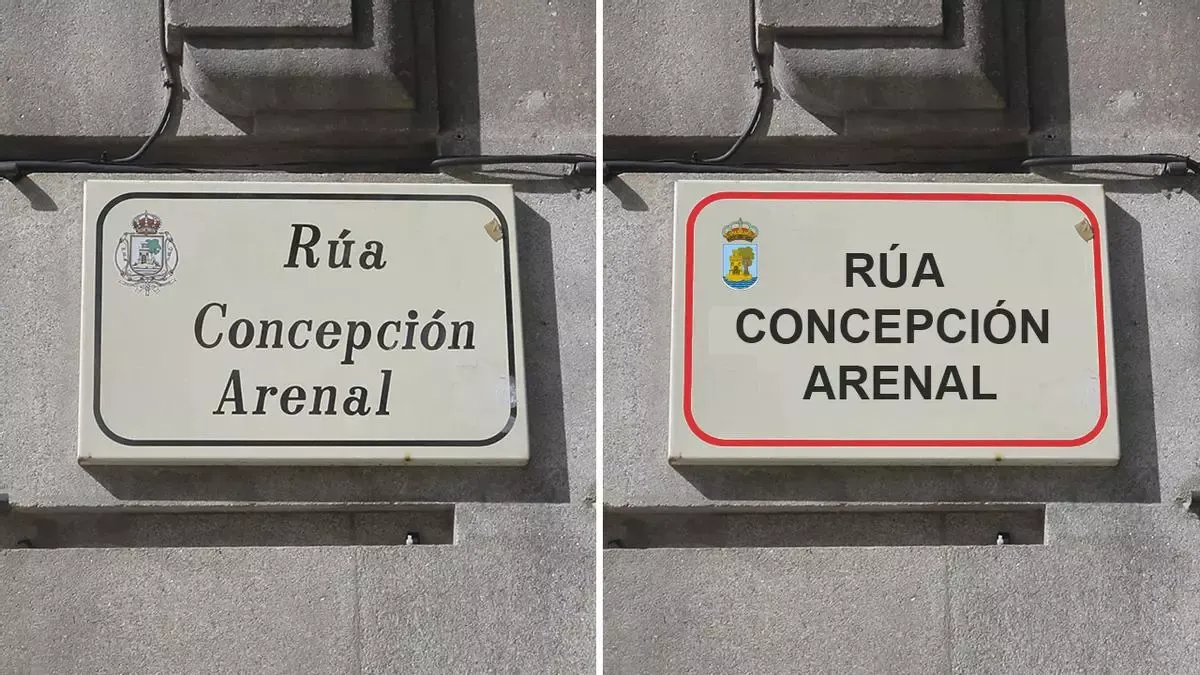 Rúa
Concepción
Arenal
RÚA
CONCEPCIÓN
ARENAL